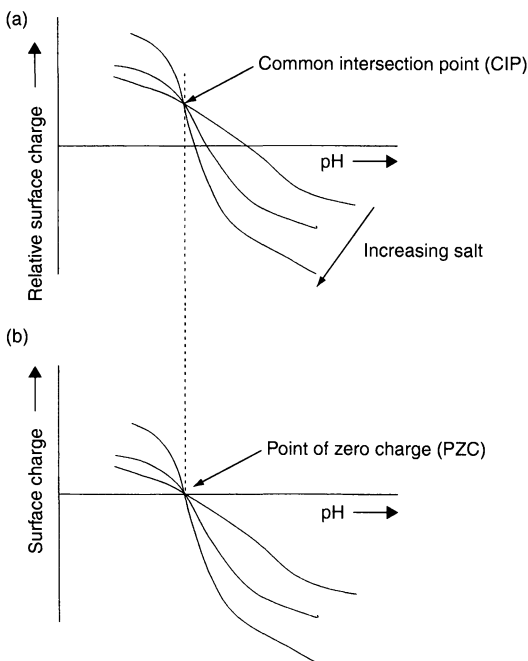 (a)
Relative surface charge
Common intersection point (CIP)
pH
Increasing salt
(b)
Surface charge
Point of zero charge (PZC)
pH